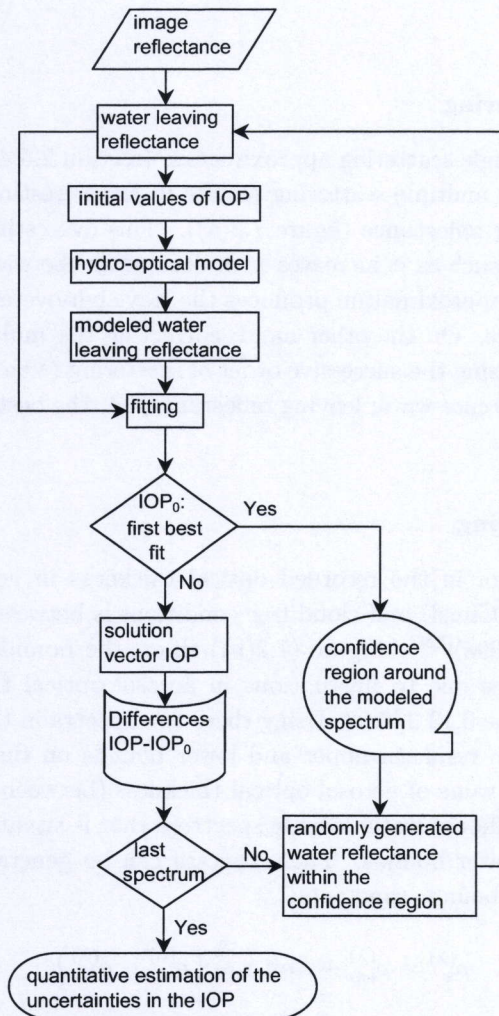 image
reflectance
water leaving
reflectance
initial values of IOP
hydro-optical model
modeled water
leaving reflectance
fitting
IOP₀:
first best
fit
Yes
No
solution
vector IOP
confidence
region around
the modeled
spectrum
Differences
IOP-IOP₀
last
spectrum
No
randomly generated
water reflectance
within the
confidence region
Yes
quantitative estimation of the
uncertainties in the IOP